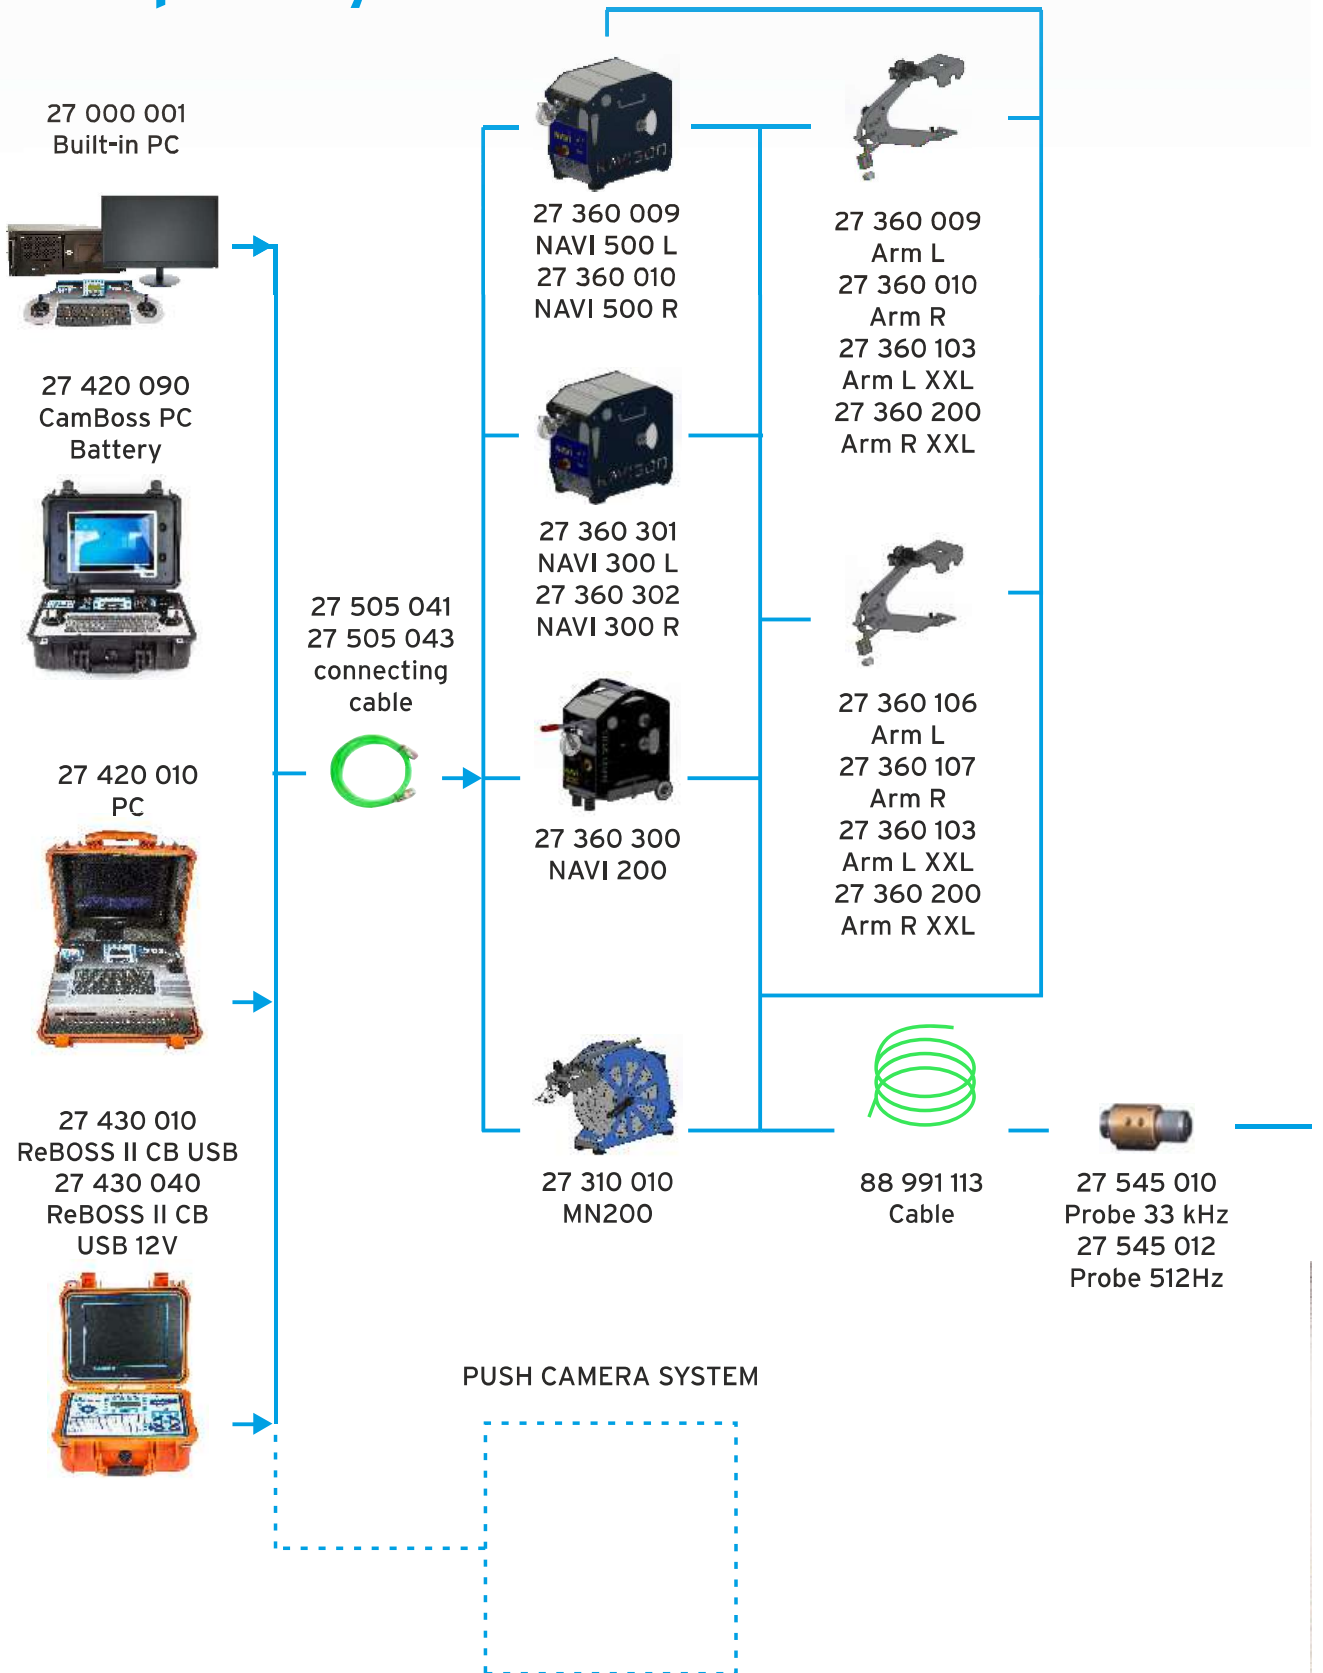 27 000 001
Built-in PC
27 420 090
CamBoss PC
Battery
27 420 010
PC
27 430 010
ReBOSS II CB USB
27 430 040
ReBOSS II CB
USB 12V
27 505 041
27 505 043
connecting
cable
27 360 009
NAVI 500 L
27 360 010
NAVI 500 R
27 360 301
NAVI 300 L
27 360 302
NAVI 300 R
27 360 300
NAVI 200
27 310 010
MN200
27 360 009
Arm L
27 360 010
Arm R
27 360 103
Arm L XXL
27 360 200
Arm R XXL
27 360 106
Arm L
27 360 107
Arm R
27 360 103
Arm L XXL
27 360 200
Arm R XXL
88 991 113
Cable
27 545 010
Probe 33 kHz
27 545 012
Probe 512Hz
PUSH CAMERA SYSTEM